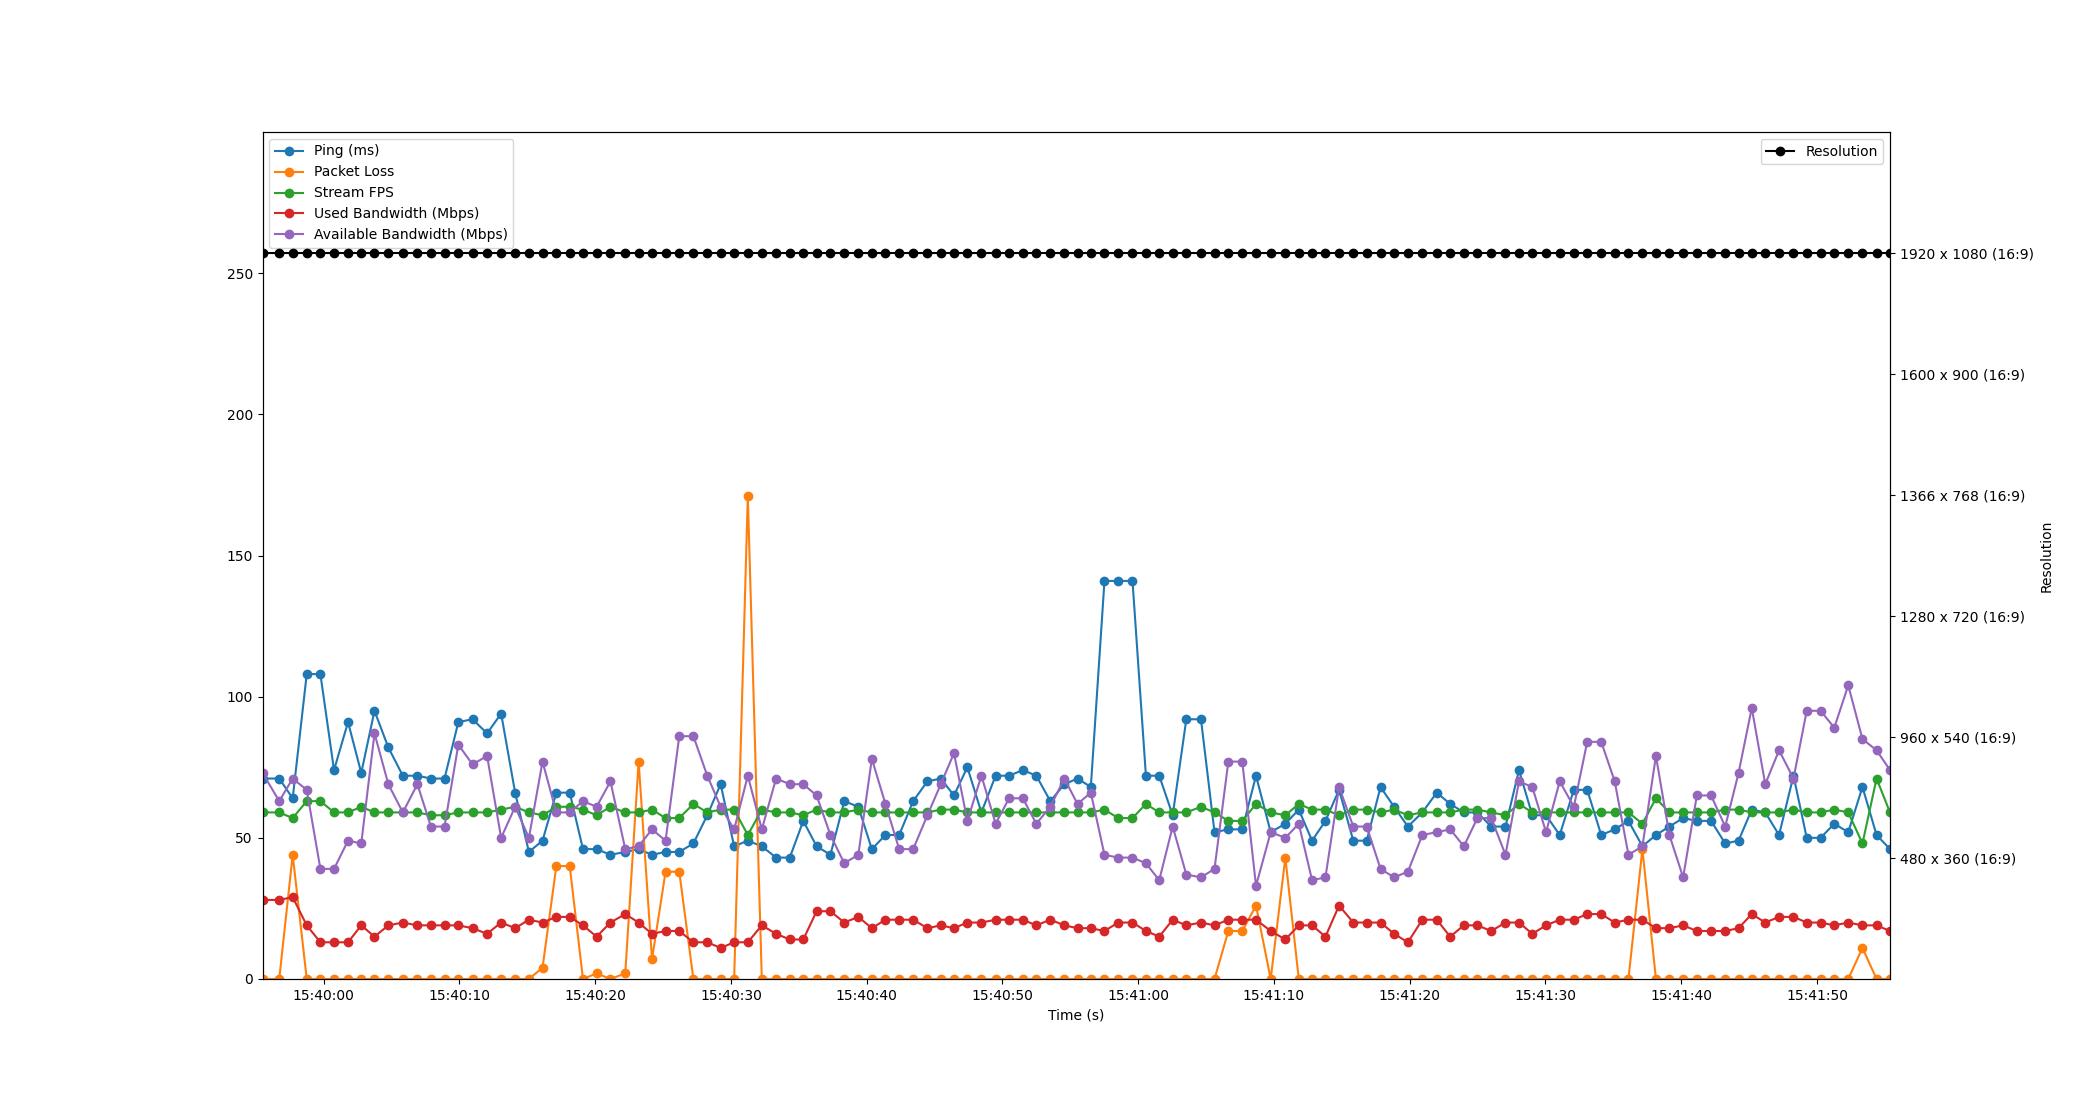 Ping (ms)
Packet Loss
Stream FPS
Used Bandwidth (Mbps)
Available Bandwidth (Mbps)
Resolution
250
200
150
100
50
0
1920 x 1080 (16:9)
1600 x 900 (16:9)
1366 x 768 (16:9)
1280 x 720 (16:9)
960 x 540 (16:9)
480 x 360 (16:9)
Resolution
15:40:00 15:40:10 15:40:20 15:40:30 15:40:40 15:40:50 15:41:00 15:41:10 15:41:20 15:41:30 15:41:40 15:41:50
Time (s)